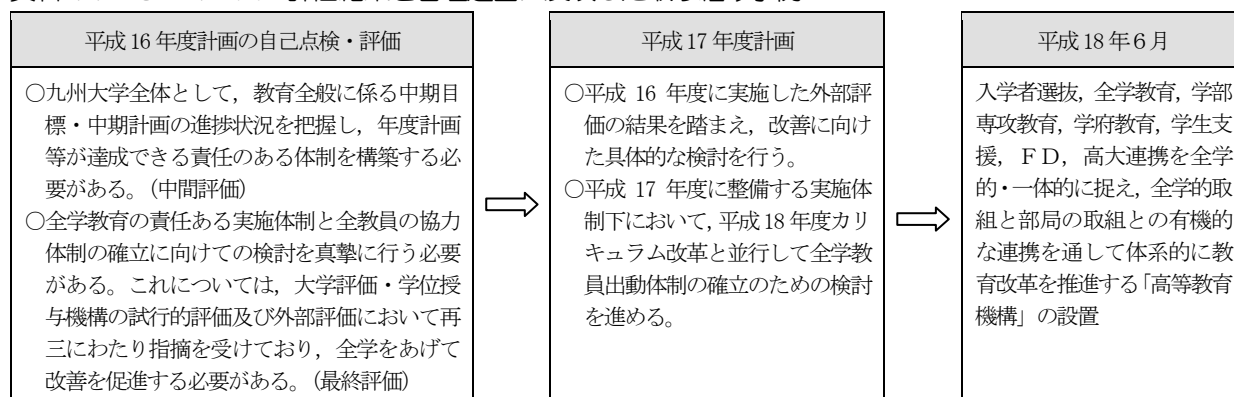 平成 16 年度計画の自己点検・評価
○九州大学全体として，教育全般に係る中期目
標・中期計画の進捗状況を把握し，年度計画
等が達成できる責任のある体制を構築する必
要がある。（中間評価）
○全学教育の責任ある実施体制と全教員の協力
体制の確立に向けての検討を真摯に行う必要
がある。これについては，大学評価・学位授
与機構の試行的評価及び外部評価において再
三にわたり指摘を受けており，全学をあげて
改善を促進する必要がある。（最終評価）
平成 17 年度計画
○平成 16 年度に実施した外部評
価の結果を踏まえ，改善に向け
た具体的な検討を行う。
○平成 17 年度に整備する実施体
制下において，平成 18 年度カリ
キュラム改革と並行して全学教
員出動体制の確立のための検討
を進める。
平成 18 年６月
入学者選抜，全学教育，学部
専攻教育，学府教育，学生支
援，ＦＤ，高大連携を全学
的・一体的に捉え，全学的取
組と部局の取組との有機的
な連携を通して体系的に教
育改革を推進する「高等教育
機構」の設置